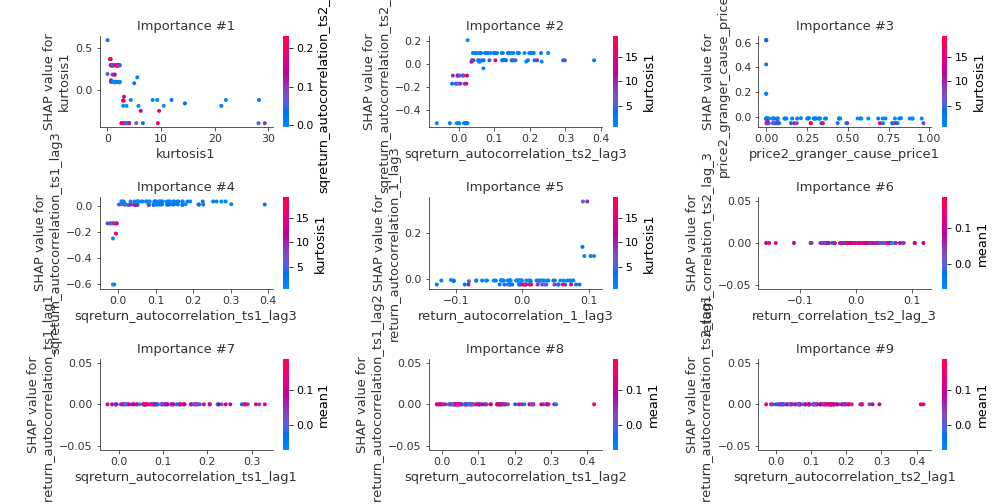 Importance #1
SHAP value for
kurtosis1
0.5
0.0
0
10
20
30
kurtosis1
0.2
0.1
0.0
sqreturn_autocorrelation_ts2_
Importance #2
SHAP value for
sqreturn_autocorrelation_ts2_
0.2
0.0
−0.2
−0.4
0.0
0.1
0.2
0.3
0.4
sqreturn_autocorrelation_ts2_lag3
15
10
5
kurtosis1
Importance #3
SHAP value for
price2_granger_cause_price
0.6
0.4
0.2
0.0
0.00
0.25
0.50
0.75
1.00
price2_granger_cause_price1
15
10
5
kurtosis1
Importance #4
SHAP value for
sqreturn_autocorrelation_ts1_lag3
0.0
−0.2
−0.4
−0.6
0.0
0.1
0.2
0.3
0.4
sqreturn_autocorrelation_ts1_lag3
15
10
5
kurtosis1
Importance #5
SHAP value for
return_autocorrelation_1_lag3
0.2
0.0
−0.1
0.0
0.1
return_autocorrelation_1_lag3
15
10
5
kurtosis1
Importance #6
SHAP value for
return_correlation_ts2_lag_3
0.05
0.00
−0.05
−0.1
0.0
0.1
return_correlation_ts2_lag_3
0.1
0.0
mean1
Importance #7
SHAP value for
sqreturn_autocorrelation_ts1_lag1
0.05
0.00
−0.05
0.0
0.1
0.2
0.3
sqreturn_autocorrelation_ts1_lag1
0.1
0.0
mean1
Importance #8
SHAP value for
sqreturn_autocorrelation_ts1_lag2
0.05
0.00
−0.05
0.0
0.1
0.2
0.3
0.4
sqreturn_autocorrelation_ts1_lag2
0.1
0.0
mean1
Importance #9
SHAP value for
sqreturn_autocorrelation_ts2_lag1
0.05
0.00
−0.05
0.0
0.2
0.4
sqreturn_autocorrelation_ts2_lag1
0.1
0.0
mean1